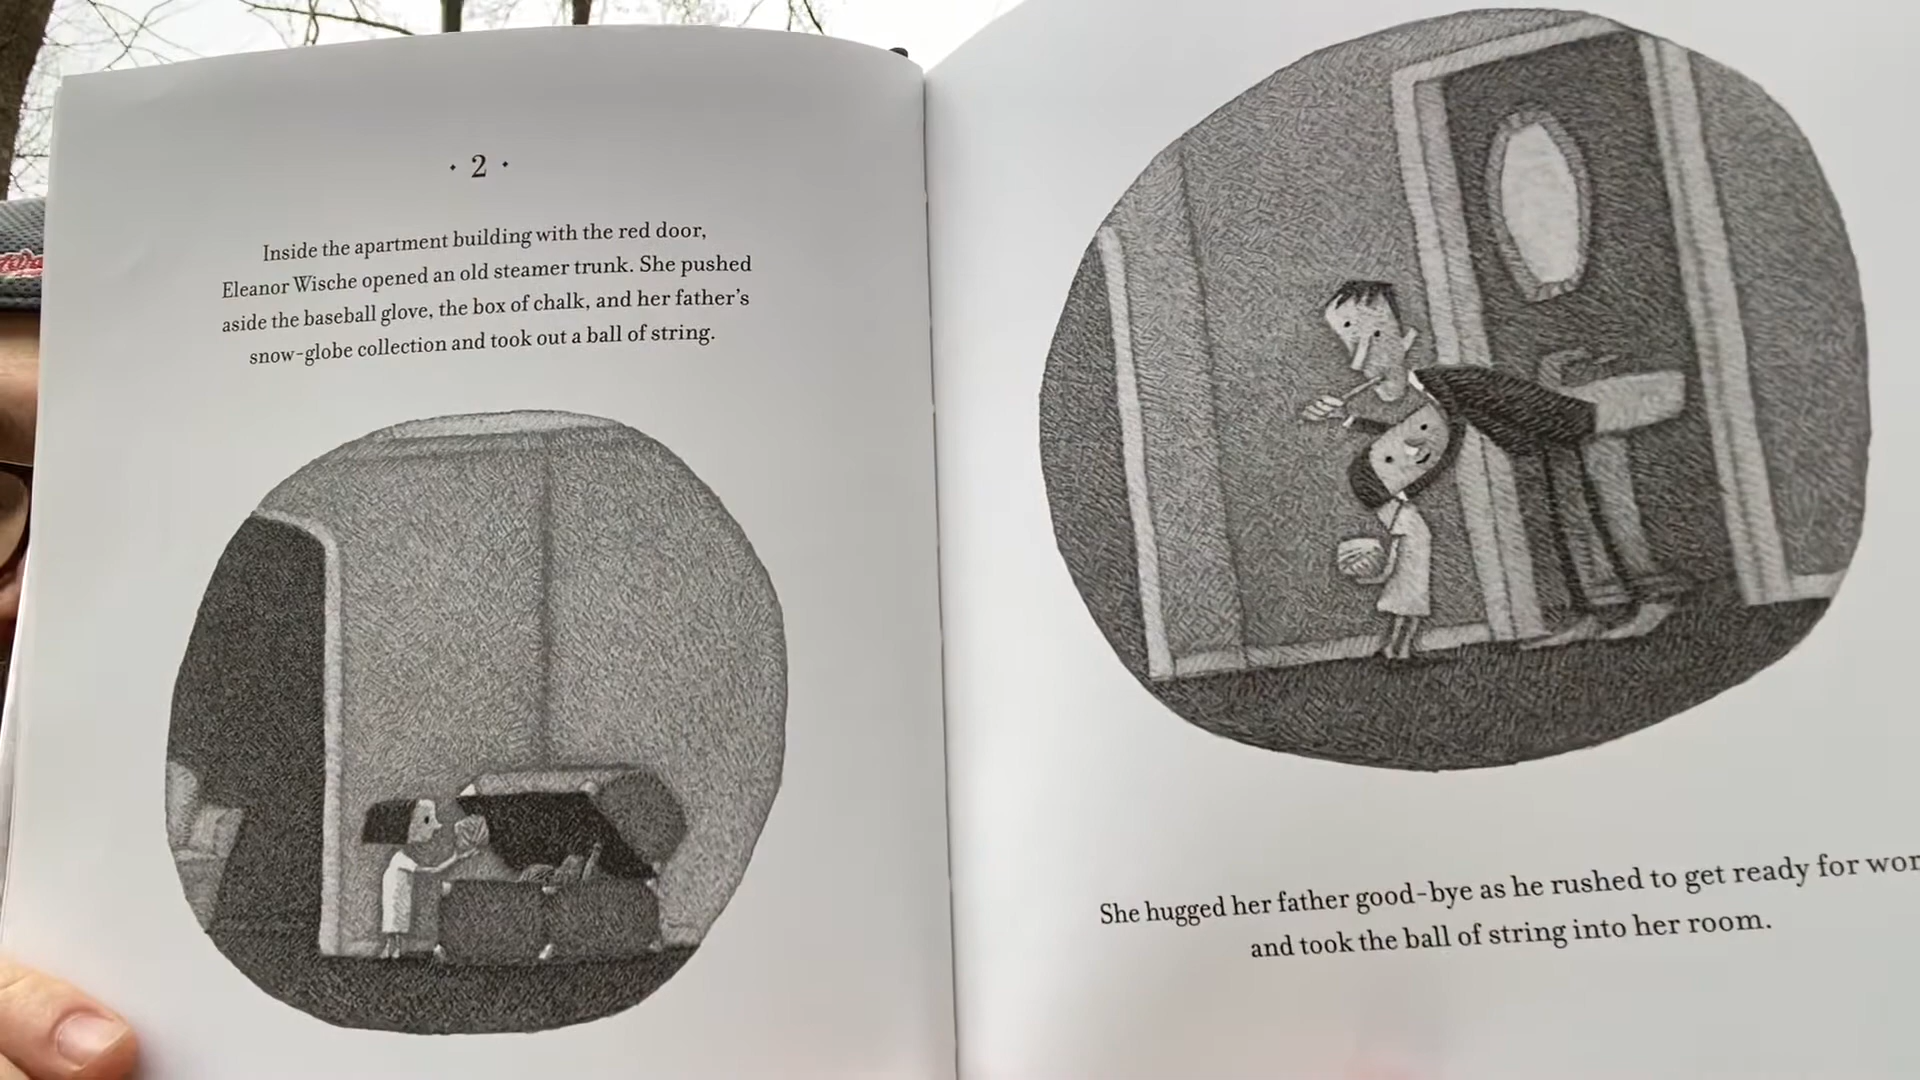 · 2 ·
Inside the apartment building with the red door,
Eleanor Wische opened an old steamer trunk. She pushed
aside the baseball glove, the box of chalk, and her father's
snow-globe collection and took out a ball of string.
She hugged her father good-bye as he rushed to get ready for wor
and took the ball of string into her room.